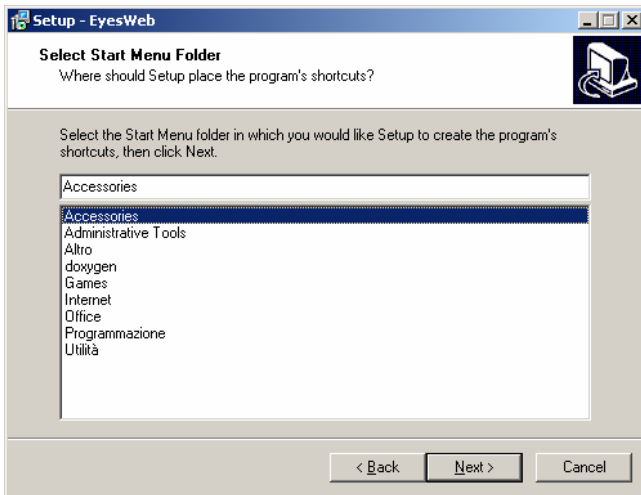 Setup - EyesWeb
Select Start Menu Folder
Where should Setup place the program's shortcuts?
Select the Start Menu folder in which you would like Setup to create the program's
shortcuts, then click Next.
Accessories
Accessories
Administrative Tools
Altro
doxygen
Games
Internet
Office
Programmazione
Utilità
< Back
Next >
Cancel